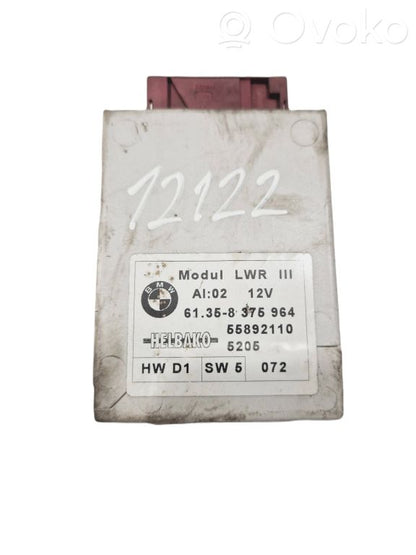 Ovoko
12122
Modul LWR III
BMW
AI:02 12V
61.35-8 375 964
55892110
HELBAKO
5205
HW D1 SW 5 072